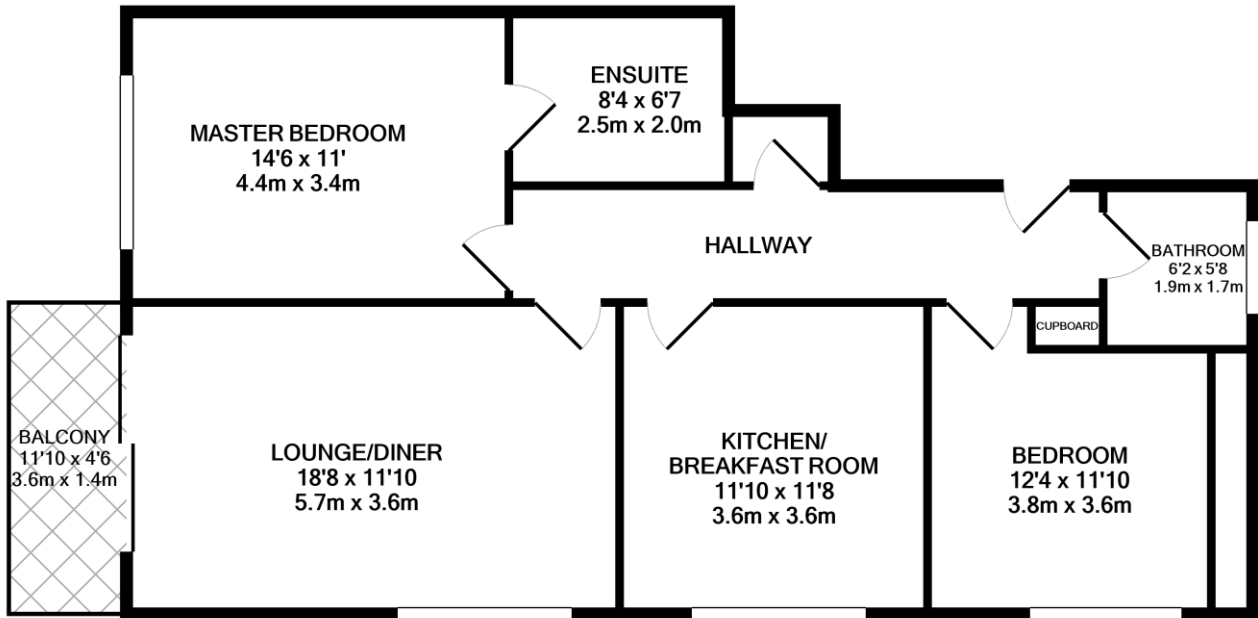 MASTER BEDROOM
14'6 x 11'
4.4m x 3.4m
ENSUITE
8'4 x 6'7
2.5m x 2.0m
HALLWAY
BATHROOM
6'2 x 5'8
1.9m x 1.7m
CUPBOARD
BALCONY
11'10 x 4'6
3.6m x 1.4m
LOUNGE/DINER
18'8 x 11'10
5.7m x 3.6m
KITCHEN/
BREAKFAST ROOM
11'10 x 11'8
3.6m x 3.6m
BEDROOM
12'4 x 11'10
3.8m x 3.6m